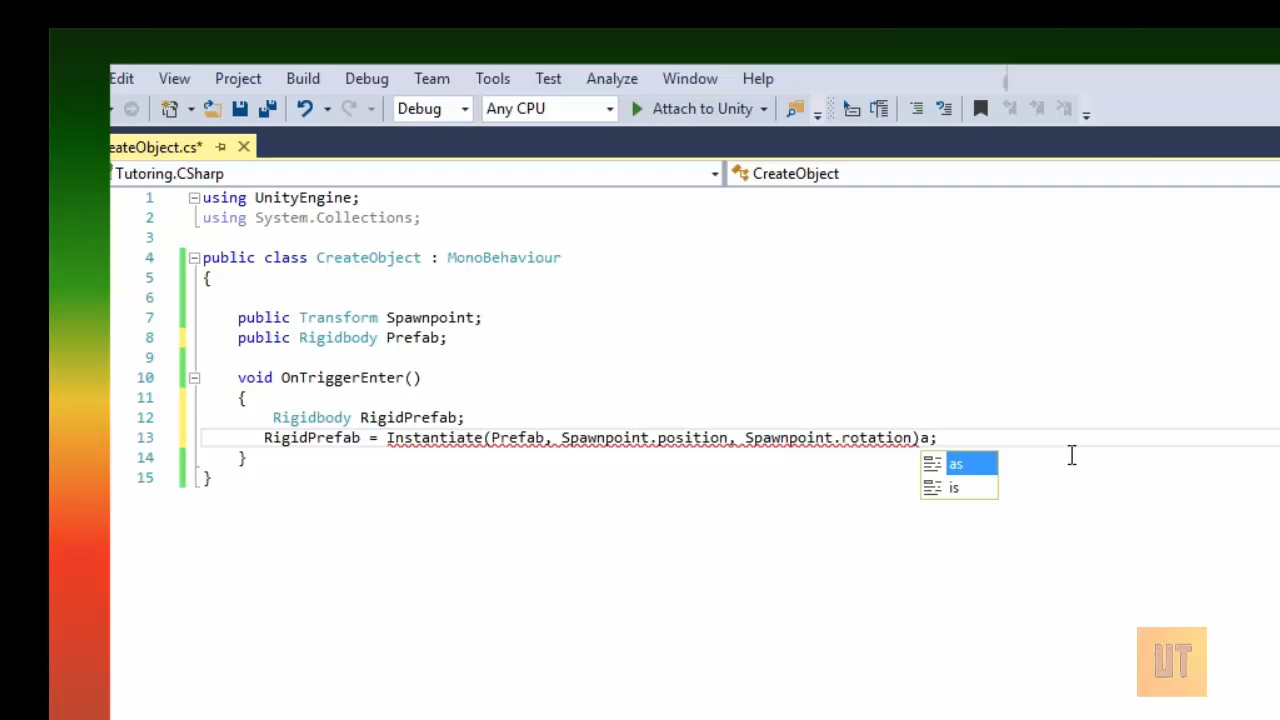 Edit View Project Build Debug Team Tools Test Analyze Window Help
Debug Any CPU Attach to Unity
eateObject.cs*
Tutoring.CSharp CreateObject
1 using UnityEngine;
2 using System.Collections;
3
4 public class CreateObject : MonoBehaviour
5 {
6
7 public Transform Spawnpoint;
8 public Rigidbody Prefab;
9
10 void OnTriggerEnter()
11 {
12 Rigidbody RigidPrefab;
13 RigidPrefab = Instantiate(Prefab, Spawnpoint.position, Spawnpoint.rotation)a;
14 }
as
15 }
is
UT